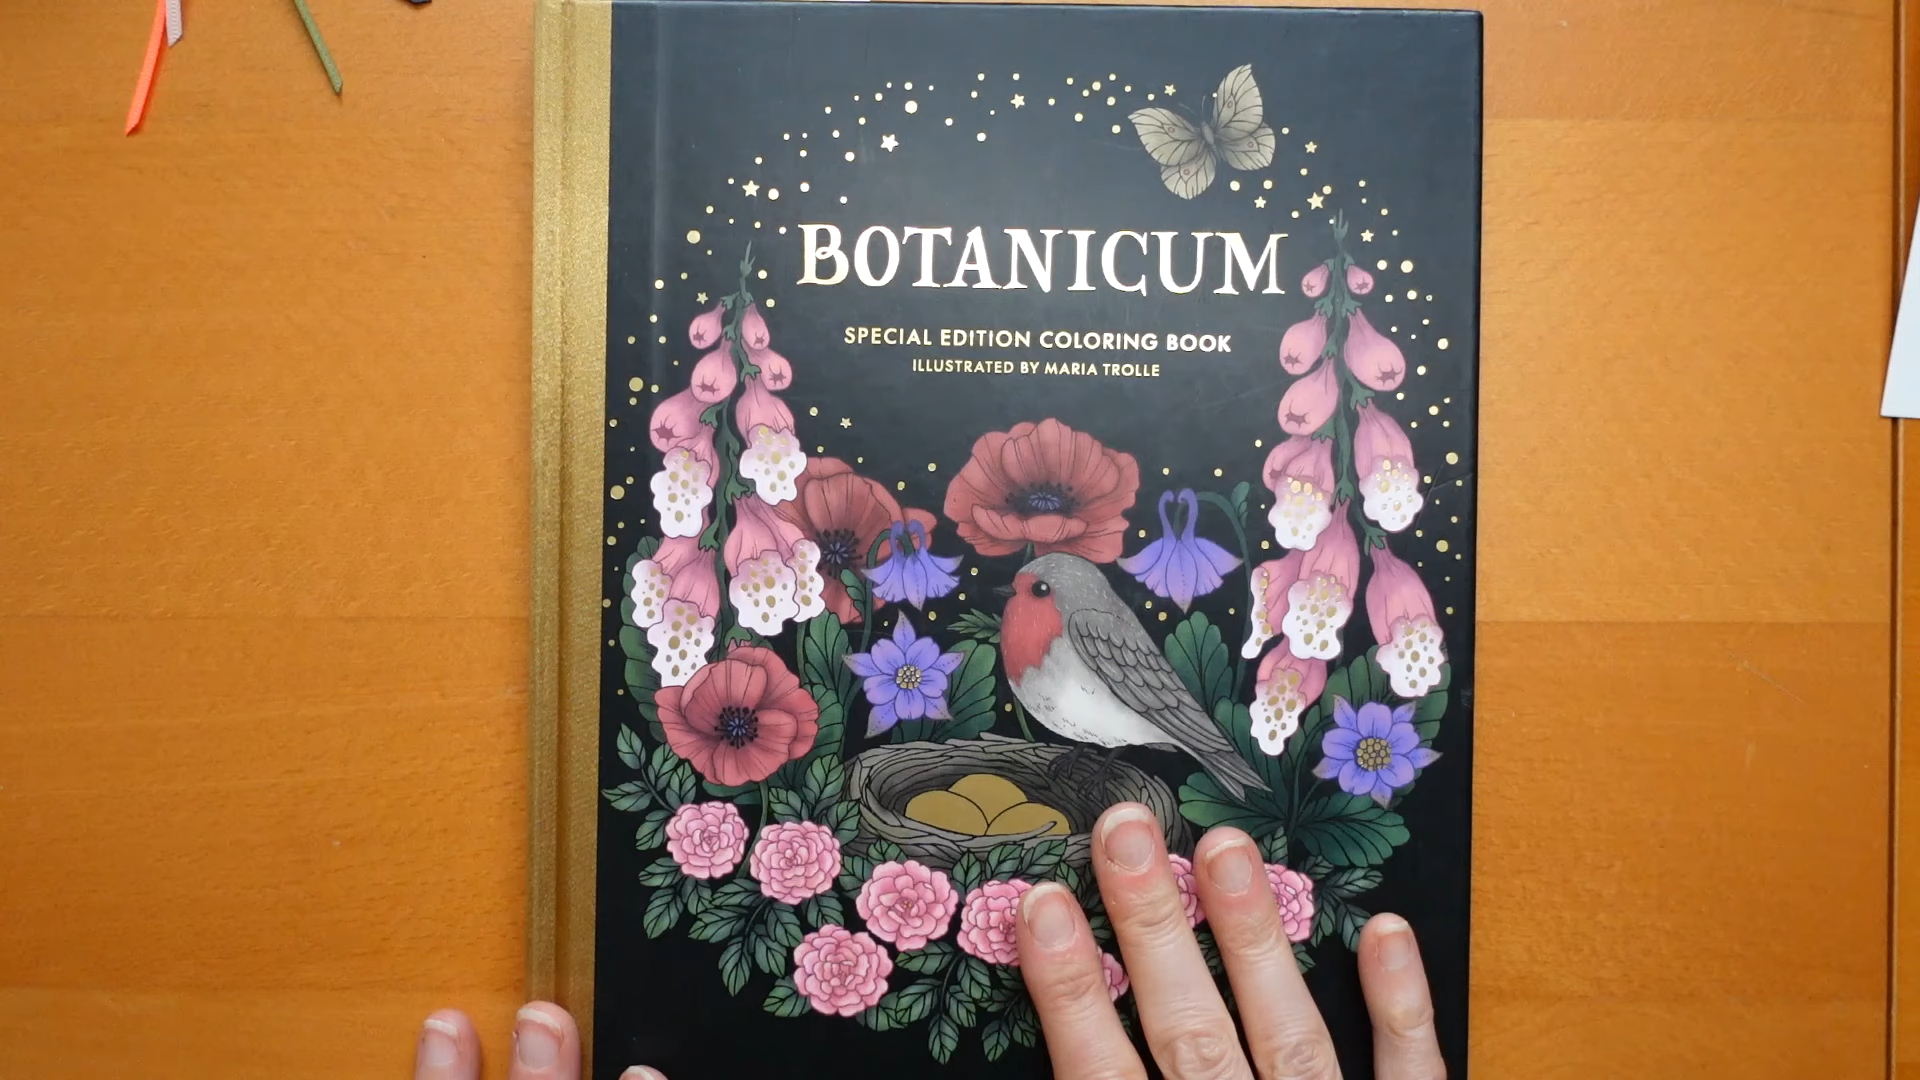 BOTANICUM
SPECIAL EDITION COLORING BOOK
ILLUSTRATED BY MARIA TROLLE